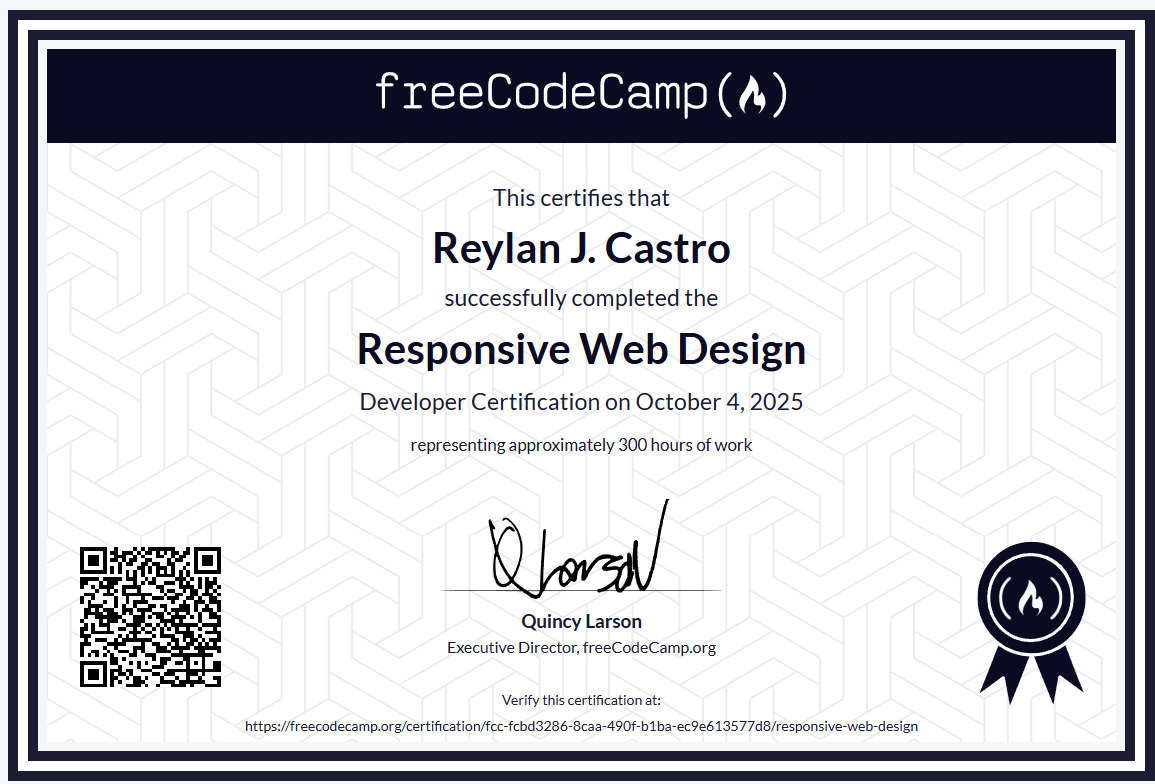 freeCodeCamp(🔥)
This certifies that
Reylan J. Castro
successfully completed the
Responsive Web Design
Developer Certification on October 4, 2025
representing approximately 300 hours of work
Quincy Larson
Executive Director, freeCodeCamp.org
Verify this certification at:
https://freecodecamp.org/certification/fcc-fcbd3286-8caa-490f-b1ba-ec9e613577d8/responsive-web-design